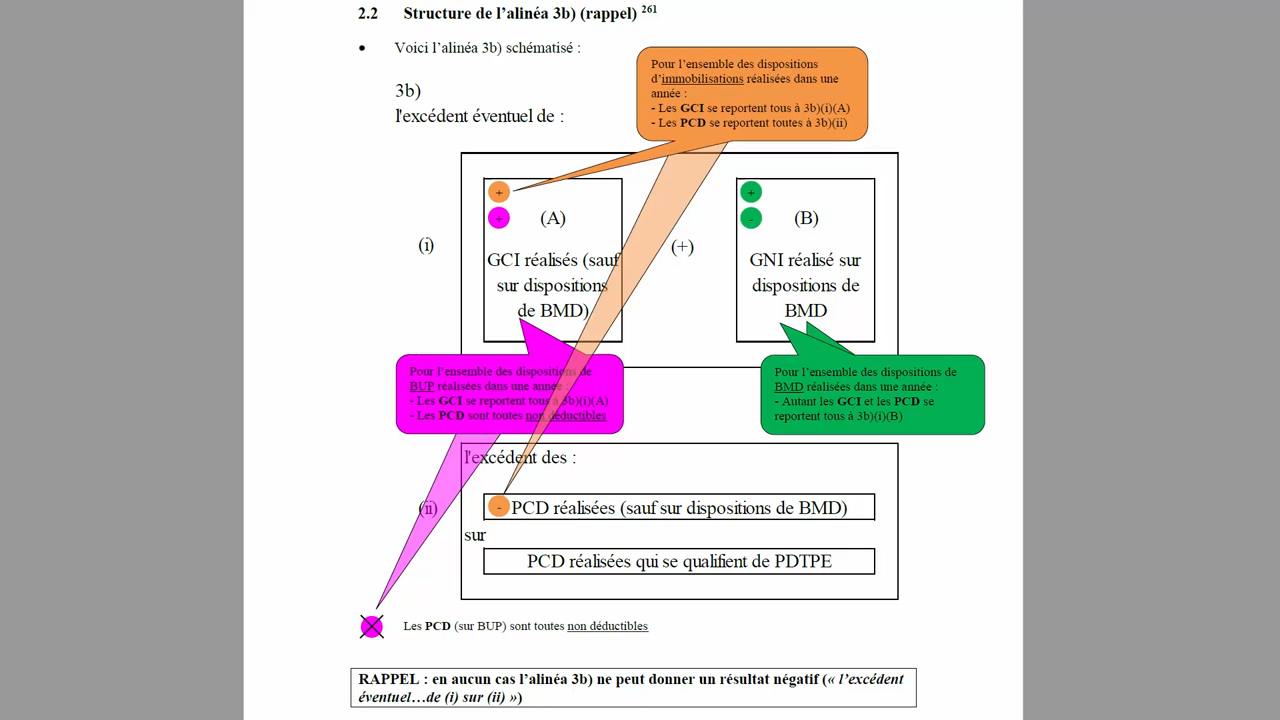 2.2 Structure de l'alinéa 3b) (rappel) 261
• Voici l'alinéa 3b) schématisé :
3b)
l'excédent éventuel de :
Pour l'ensemble des dispositions
d'immobilisations réalisées dans une
année :
- Les GCI se reportent tous à 3b)(i)(A)
- Les PCD se reportent toutes à 3b)(ii)
(i)
+
+
(A)
GCI réalisés (sauf
sur dispositions
de BMD)
(+)
+
-
(B)
GNI réalisé sur
dispositions de
BMD
Pour l'ensemble des dispositions de
BUP réalisées dans une année :
- Les GCI se reportent tous à 3b)(i)(A)
- Les PCD sont toutes non déductibles
Pour l'ensemble des dispositions de
BMD réalisées dans une année :
- Autant les GCI et les PCD se
reportent tous à 3b)(i)(B)
(ii)
l'excédent des :
- PCD réalisées (sauf sur dispositions de BMD)
sur
PCD réalisées qui se qualifient de PDTPE
Les PCD (sur BUP) sont toutes non déductibles
RAPPEL : en aucun cas l'alinéa 3b) ne peut donner un résultat négatif (« l'excédent
éventuel…de (i) sur (ii) »)